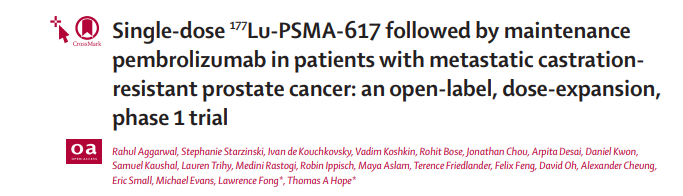 Single-dose ¹⁷⁷Lu-PSMA-617 followed by maintenance
pembrolizumab in patients with metastatic castration-
resistant prostate cancer: an open-label, dose-expansion,
phase 1 trial
CrossMark
oa
OPEN ACCESS
Rahul Aggarwal, Stephanie Starzinski, Ivan de Kouchkovsky, Vadim Koshkin, Rohit Bose, Jonathan Chou, Arpita Desai, Daniel Kwon,
Samuel Kaushal, Lauren Trihy, Medini Rastogi, Robin Ippisch, Maya Aslam, Terence Friedlander, Felix Feng, David Oh, Alexander Cheung,
Eric Small, Michael Evans, Lawrence Fong*, Thomas A Hope*